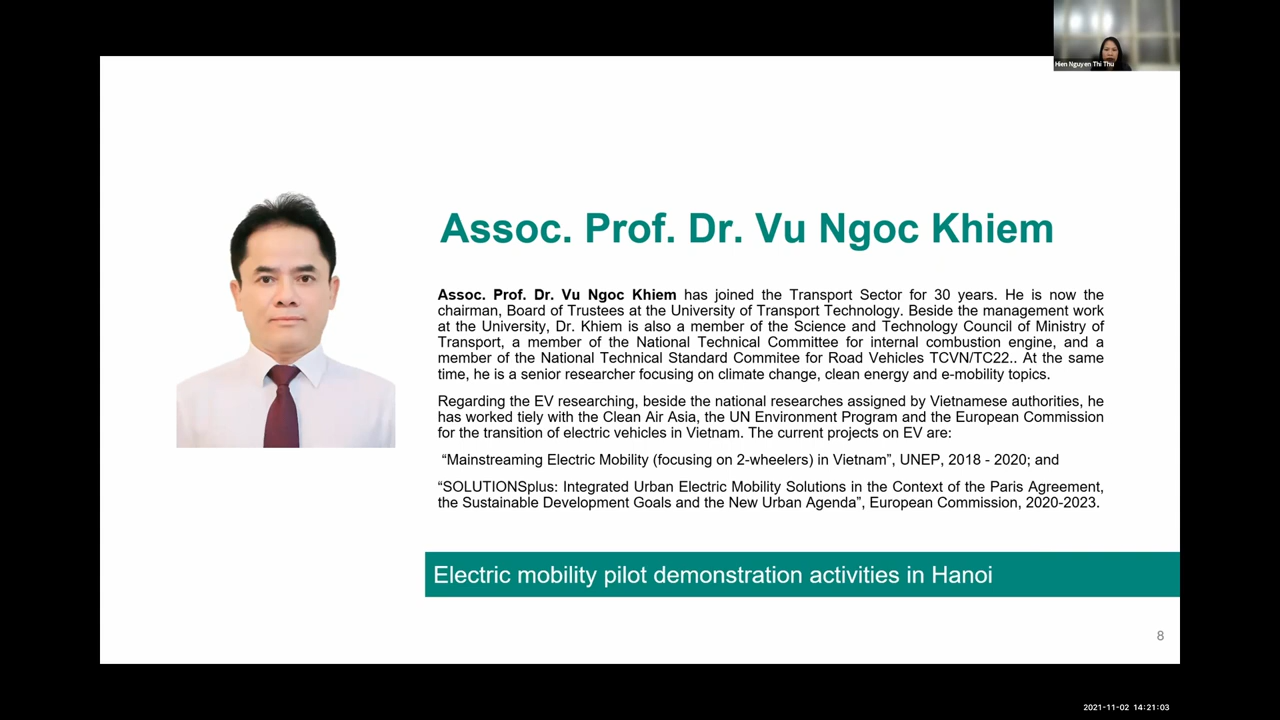 Hien Nguyen Thi Thu
Assoc. Prof. Dr. Vu Ngoc Khiem
Assoc. Prof. Dr. Vu Ngoc Khiem has joined the Transport Sector for 30 years. He is now the
chairman, Board of Trustees at the University of Transport Technology. Beside the management work
at the University, Dr. Khiem is also a member of the Science and Technology Council of Ministry of
Transport, a member of the National Technical Committee for internal combustion engine, and a
member of the National Technical Standard Commitee for Road Vehicles TCVN/TC22.. At the same
time, he is a senior researcher focusing on climate change, clean energy and e-mobility topics.
Regarding the EV researching, beside the national researches assigned by Vietnamese authorities, he
has worked tiely with the Clean Air Asia, the UN Environment Program and the European Commission
for the transition of electric vehicles in Vietnam. The current projects on EV are:
“Mainstreaming Electric Mobility (focusing on 2-wheelers) in Vietnam”, UNEP, 2018 - 2020; and
“SOLUTIONSplus: Integrated Urban Electric Mobility Solutions in the Context of the Paris Agreement,
the Sustainable Development Goals and the New Urban Agenda”, European Commission, 2020-2023.
Electric mobility pilot demonstration activities in Hanoi
8
2021-11-02 14:21:03